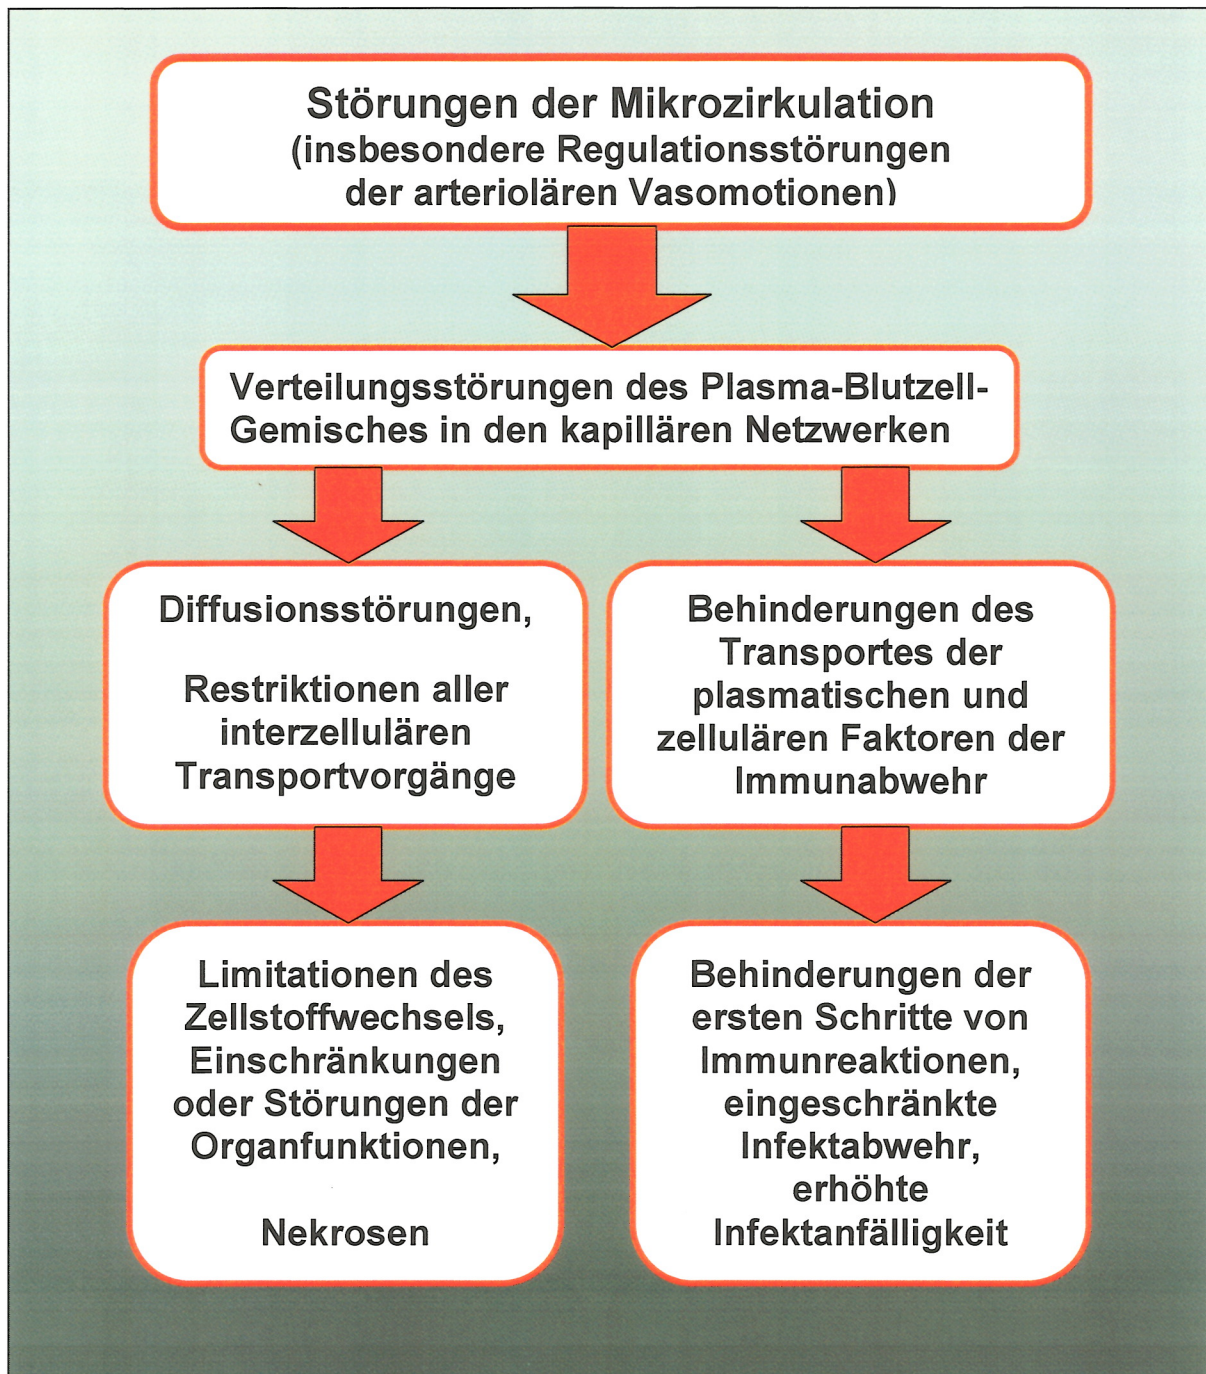 Störungen der Mikrozirkulation
(insbesondere Regulationsstörungen
der arteriolären Vasomotionen)
Verteilungsstörungen des Plasma-Blutzell-
Gemisches in den kapillären Netzwerken
Diffusionsstörungen,
Restriktionen aller
interzellulären
Transportvorgänge
Behinderungen des
Transportes der
plasmatischen und
zellulären Faktoren der
Immunabwehr
Limitationen des
Zellstoffwechsels,
Einschränkungen
oder Störungen der
Organfunktionen,
Nekrosen
Behinderungen der
ersten Schritte von
Immunreaktionen,
eingeschränkte
Infektabwehr,
erhöhte
Infektanfälligkeit